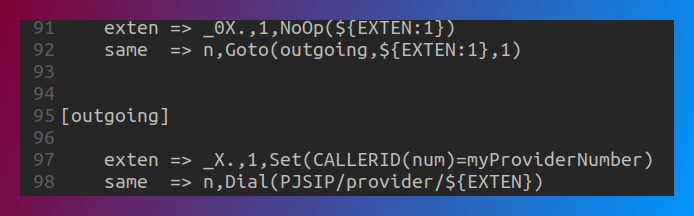 91 exten => _0X.,1,NoOp(${EXTEN:1})
92 same => n,Goto(outgoing,${EXTEN:1},1)
93
94
95 [outgoing]
96
97 exten => _X.,1,Set(CALLERID(num)=myProviderNumber)
98 same => n,Dial(PJSIP/provider/${EXTEN})